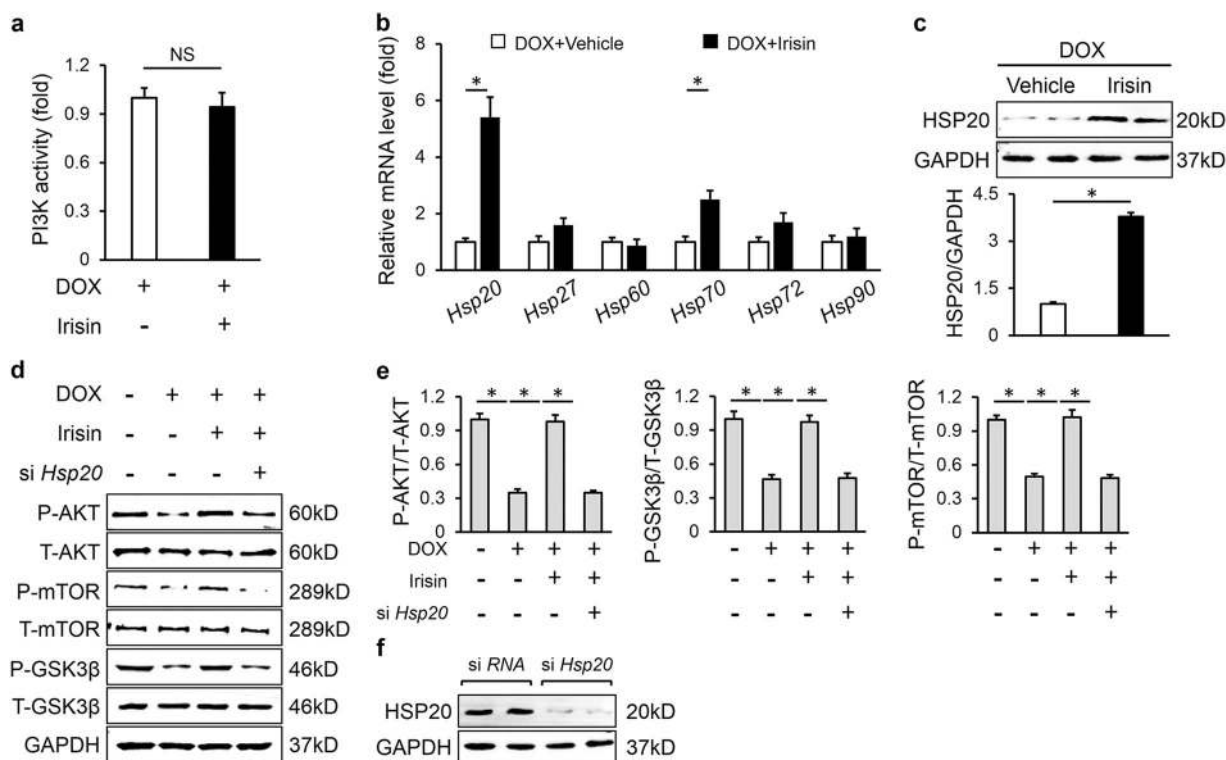 a
NS
1.2
0.9
0.6
0.3
0
PI3K activity (fold)
DOX + +
Irisin - +
b
DOX+Vehicle DOX+Irisin
8
6
4
2
0
Relative mRNA level (fold)
* *
Hsp20 Hsp27 Hsp60 Hsp70 Hsp72 Hsp90
c
DOX
Vehicle Irisin
HSP20 20kD
GAPDH 37kD
4.5
3
1.5
0
HSP20/GAPDH
*
d
DOX - + + +
Irisin - - + +
si Hsp20 - - - +
P-AKT 60kD
T-AKT 60kD
P-mTOR 289kD
T-mTOR 289kD
P-GSK3β 46kD
T-GSK3β 46kD
GAPDH 37kD
e
1.2
0.9
0.6
0.3
0
P-AKT/T-AKT
* * *
1.2
0.9
0.6
0.3
0
P-GSK3β/T-GSK3β
* * *
1.2
0.9
0.6
0.3
0
P-mTOR/T-mTOR
* * *
DOX - + + + - + + + - + + +
Irisin - - + + - - + + - - + +
si Hsp20 - - - + - - - + - - - +
f
si RNA si Hsp20
HSP20 20kD
GAPDH 37kD